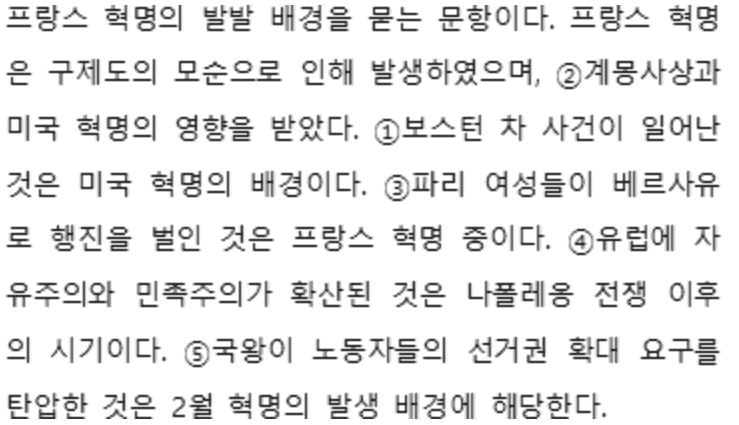 프랑스 혁명의 발발 배경을 묻는 문항이다. 프랑스 혁명
은 구제도의 모순으로 인해 발생하였으며, ②계몽사상과
미국 혁명의 영향을 받았다. ①보스턴 차 사건이 일어난
것은 미국 혁명의 배경이다. ③파리 여성들이 베르사유
로 행진을 벌인 것은 프랑스 혁명 중이다. ④유럽에 자
유주의와 민족주의가 확산된 것은 나폴레옹 전쟁 이후
의 시기이다. ⑤국왕이 노동자들의 선거권 확대 요구를
탄압한 것은 2월 혁명의 발생 배경에 해당한다.